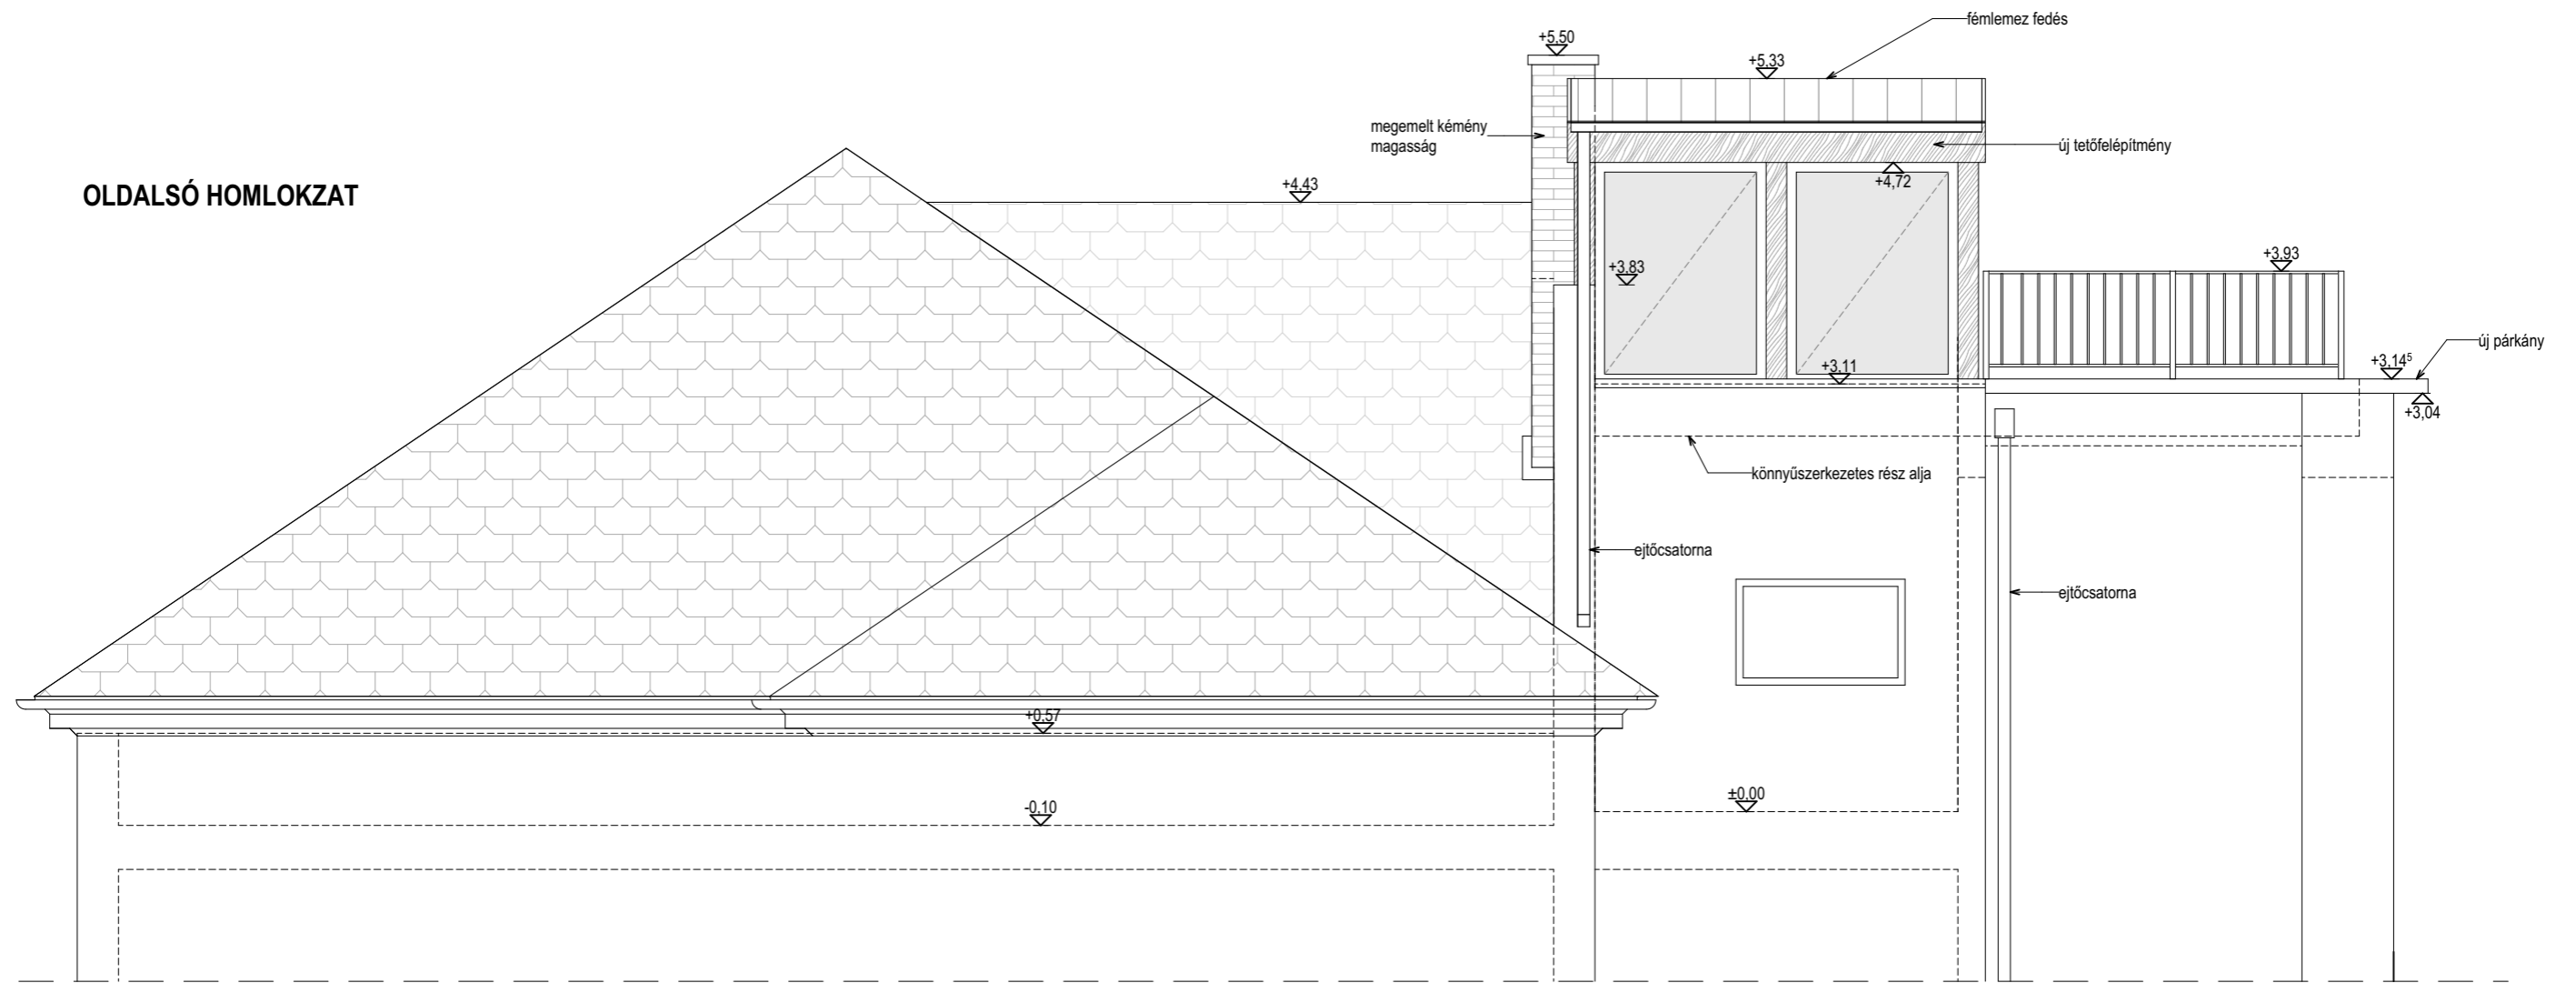 fémlemez fedés
+5,50
+5,33
megemelt kémény
magasság
új tetőfelépítmény
OLDALSÓ HOMLOKZAT
+4,43
+4,72
+3,83
+3,93
új párkány
+3,14⁵
+3,11
+3,04
könnyűszerkezetes rész alja
ejtőcsatorna
ejtőcsatorna
+0,57
±0,00
-0,10